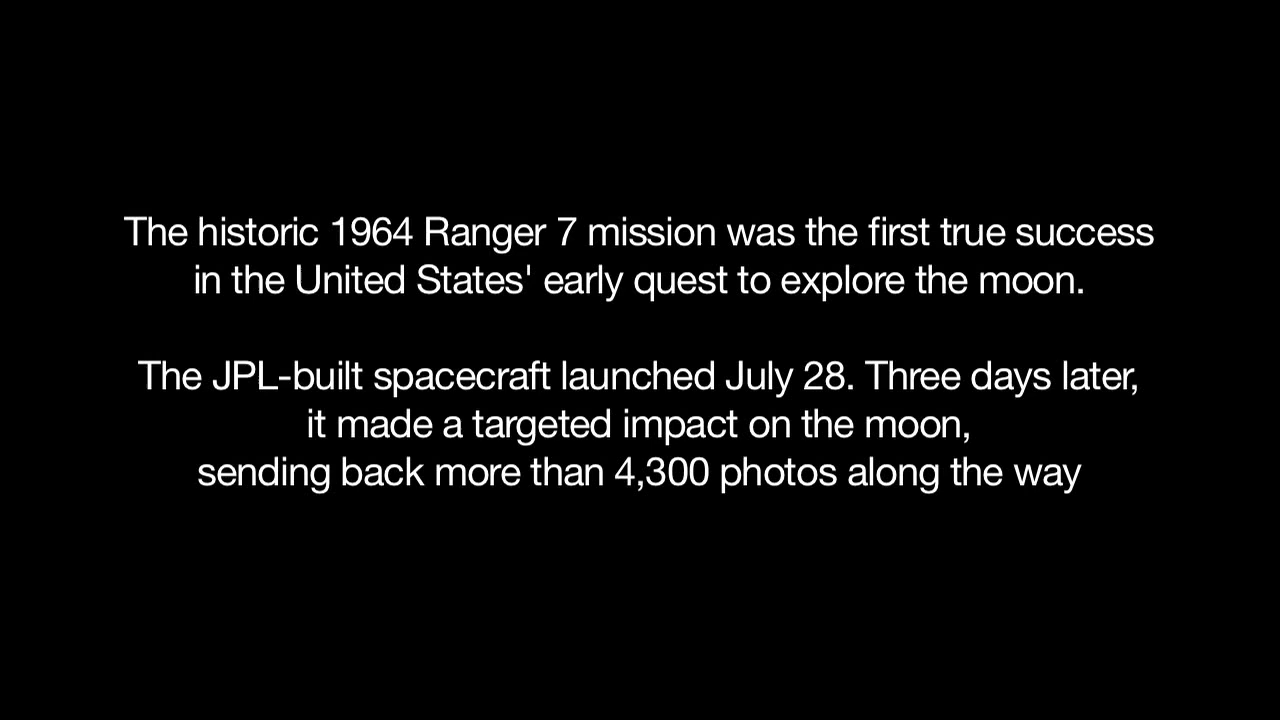 The historic 1964 Ranger 7 mission was the first true success
in the United States' early quest to explore the moon.
The JPL-built spacecraft launched July 28. Three days later,
it made a targeted impact on the moon,
sending back more than 4,300 photos along the way